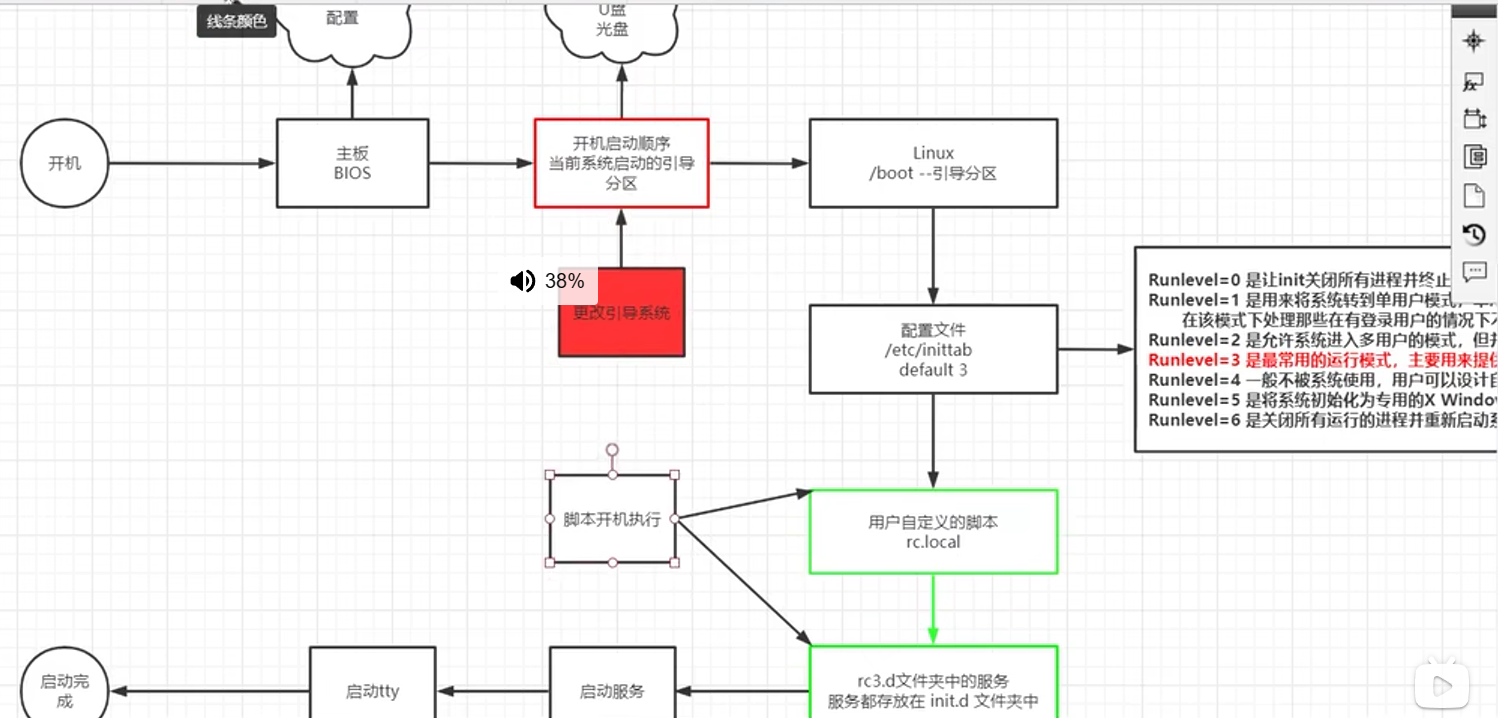 线条颜色
配置
U盘
光盘
开机
主板
BIOS
开机启动顺序
当前系统启动的引导
分区
Linux
/boot --引导分区
38%
更改引导系统
配置文件
/etc/inittab
default 3
Runlevel=0 是让init关闭所有进程并终止
Runlevel=1 是用来将系统转到单用户模式，
在该模式下处理那些在有登录用户的情况下不
Runlevel=2 是允许系统进入多用户的模式，但并
Runlevel=3 是最常用的运行模式，主要用来提供
Runlevel=4 一般不被系统使用，用户可以设计自
Runlevel=5 是将系统初始化为专用的X Window
Runlevel=6 是关闭所有运行的进程并重新启动系
脚本开机执行
用户自定义的脚本
rc.local
启动完
成
启动tty
启动服务
rc3.d文件夹中的服务
服务都存放在 init.d 文件夹中